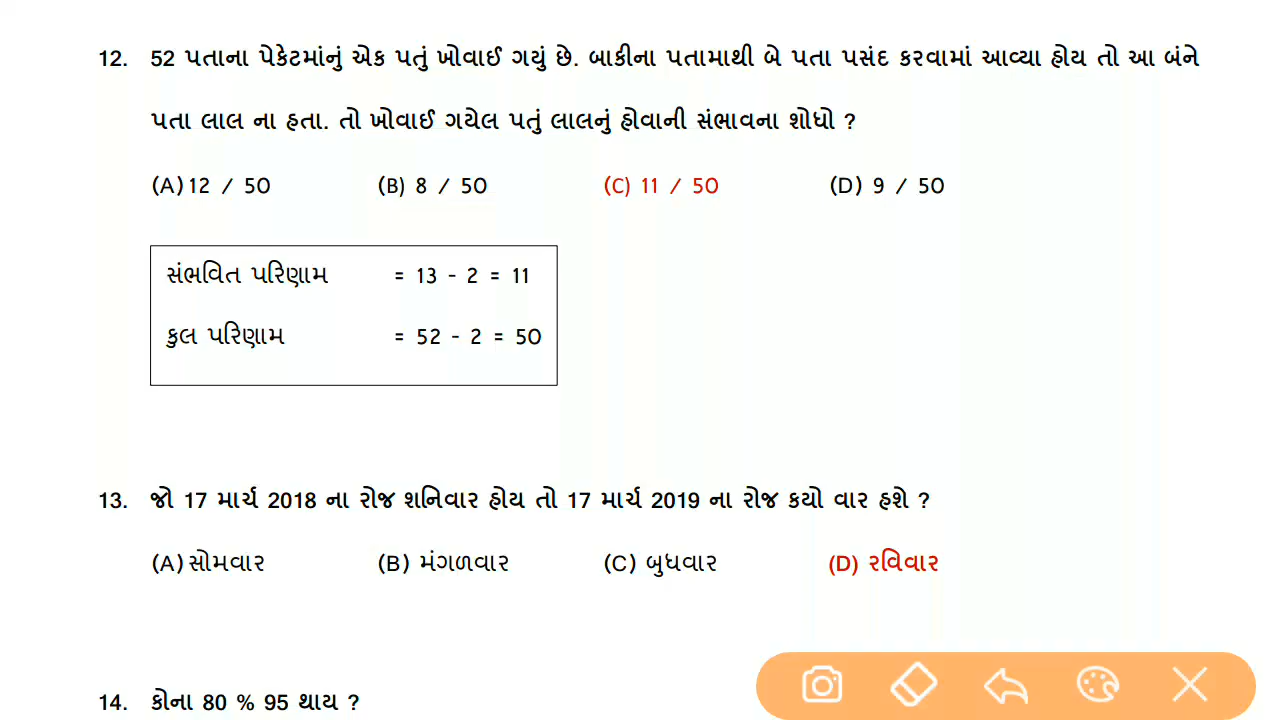 12. 52 પતાના પેકેટમાંનું એક પતું ખોવાઈ ગયું છે. બાકીના પતામાથી બે પતા પસંદ કરવામાં આવ્યા હોય તો આ બંને
પતા લાલ ના હતા. તો ખોવાઈ ગયેલ પતું લાલનું હોવાની સંભાવના શોધો ?
(A) 12 / 50 (B) 8 / 50 (C) 11 / 50 (D) 9 / 50
સંભવિત પરિણામ = 13 - 2 = 11
કુલ પરિણામ = 52 - 2 = 50
13. જો 17 માર્ચ 2018 ના રોજ શનિવાર હોય તો 17 માર્ચ 2019 ના રોજ કયો વાર હશે ?
(A) સોમવાર (B) મંગળવાર (C) બુધવાર (D) રવિવાર
14. કોના 80 % 95 થાય ?